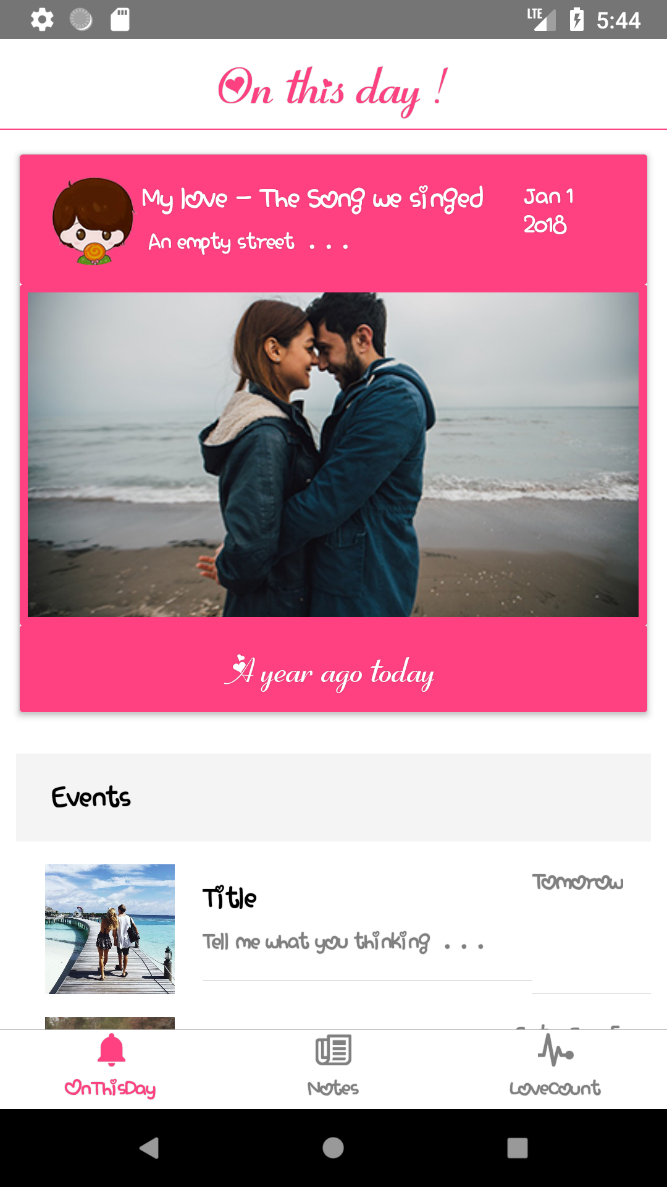 LTE 5:44
On this day !
My love - The Song we singed
Jan 1
2018
An empty street ...
A year ago today
Events
Title
Tomorow
Tell me what you thinking ...
OnThisDay
Notes
LoveCount